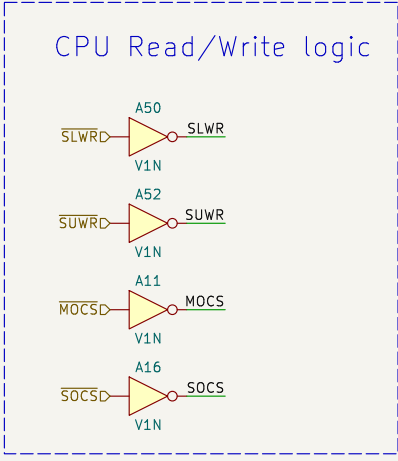 CPU Read/Write logic
A50
SLWR SLWR
V1N
A52
SUWR SUWR
V1N
A11
MOCS MOCS
V1N
A16
SOCS SOCS
V1N